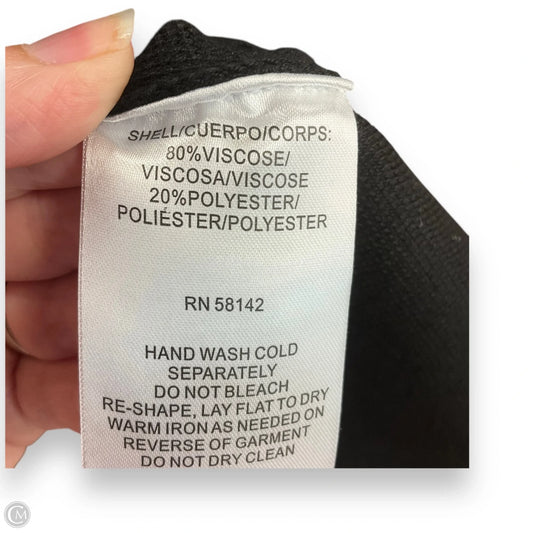 SHELL/CUERPO/CORPS:
80%VISCOSE/
VISCOSA/VISCOSE
20%POLYESTER/
POLIÉSTER/POLYESTER
RN 58142
HAND WASH COLD
SEPARATELY
DO NOT BLEACH
RE-SHAPE, LAY FLAT TO DRY
WARM IRON AS NEEDED ON
REVERSE OF GARMENT
DO NOT DRY CLEAN
CM